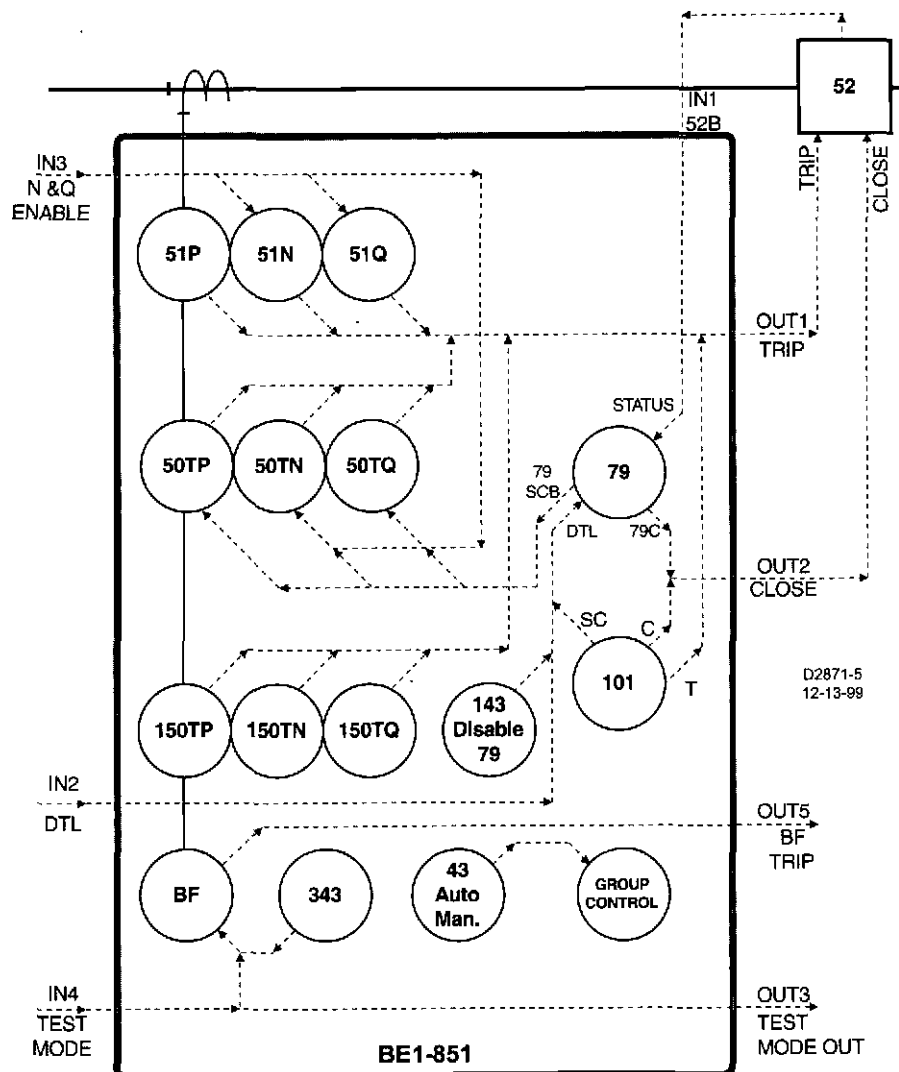 52
IN1
52B
TRIP
CLOSE
IN3
N &Q
ENABLE
51P
51N
51Q
OUT1
TRIP
STATUS
50TP
50TN
50TQ
79
SCB
79
DTL
79C
OUT2
CLOSE
SC
C
101
T
D2871-5
12-13-99
150TP
150TN
150TQ
143
Disable
79
IN2
DTL
OUT5
BF
TRIP
BF
343
43
Auto
Man.
GROUP
CONTROL
IN4
TEST
MODE
OUT3
TEST
MODE OUT
BE1-851